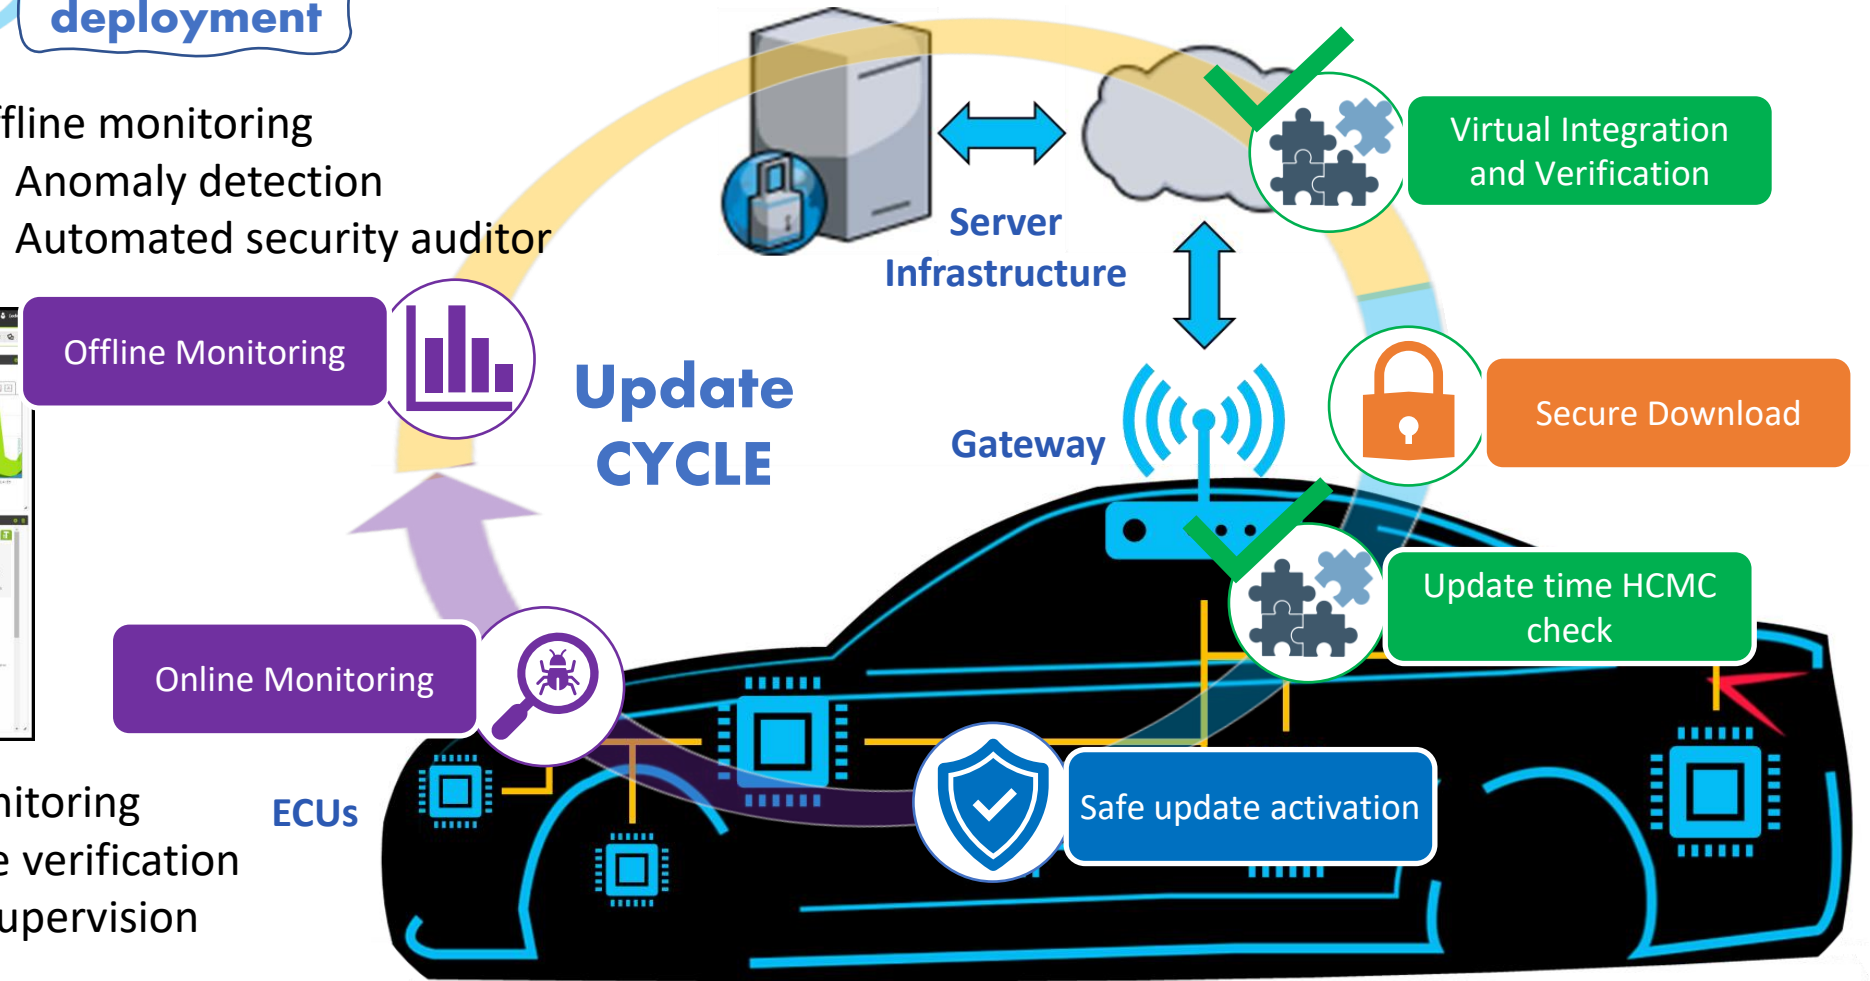 deployment
ffline monitoring
Anomaly detection
Automated security auditor
Virtual Integration
and Verification
Server
Infrastructure
Offline Monitoring
Update
CYCLE
Gateway
Secure Download
Update time HCMC
check
Online Monitoring
Safe update activation
ECUs
nitoring
e verification
upervision